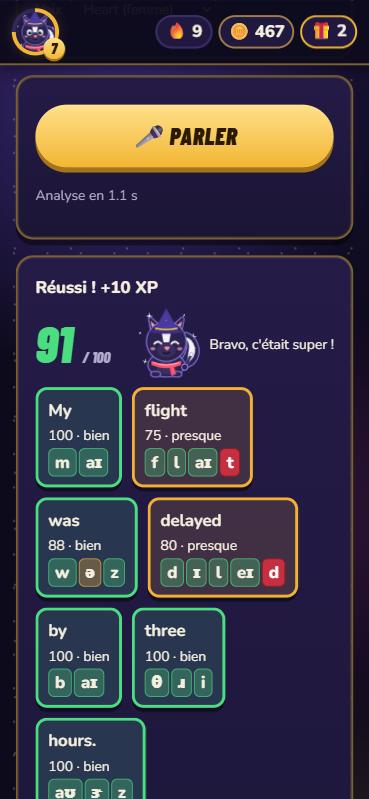 Heart (femme)
7
9
467
2
PARLER
Analyse en 1.1 s
Réussi ! +10 XP
91 / 100
Bravo, c'était super !
My
100 · bien
m aɪ
flight
75 · presque
f l aɪ t
was
88 · bien
w ə z
delayed
80 · presque
d ɪ l eɪ d
by
100 · bien
b aɪ
three
100 · bien
θ ɹ i
hours.
aʊ ɝ z